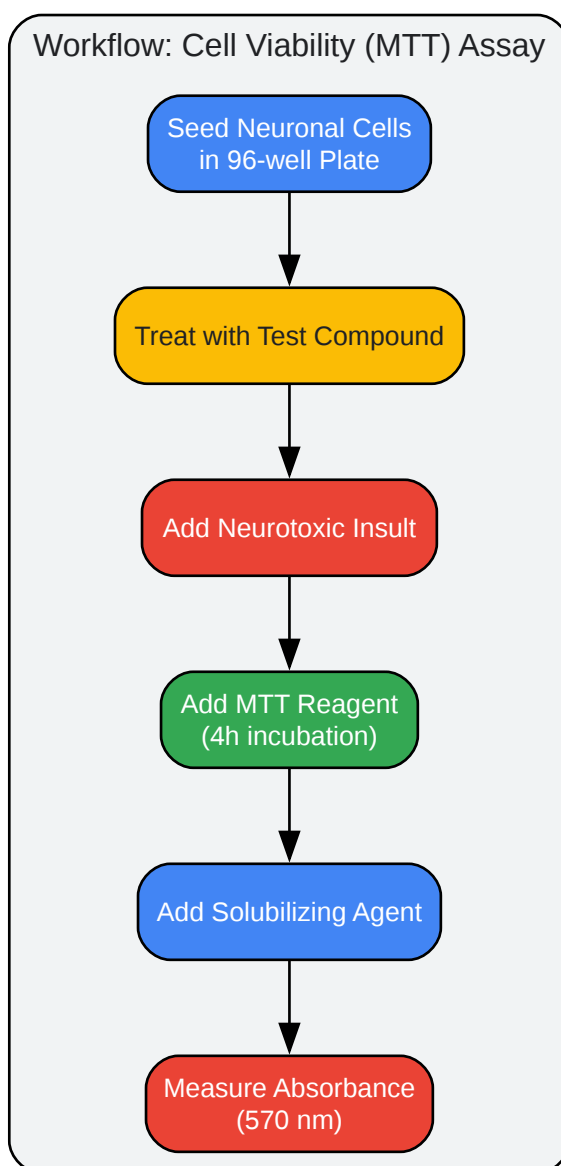 Workflow: Cell Viability (MTT) Assay
Seed Neuronal Cells
in 96-well Plate
Treat with Test Compound
Add Neurotoxic Insult
Add MTT Reagent
(4h incubation)
Add Solubilizing Agent
Measure Absorbance
(570 nm)